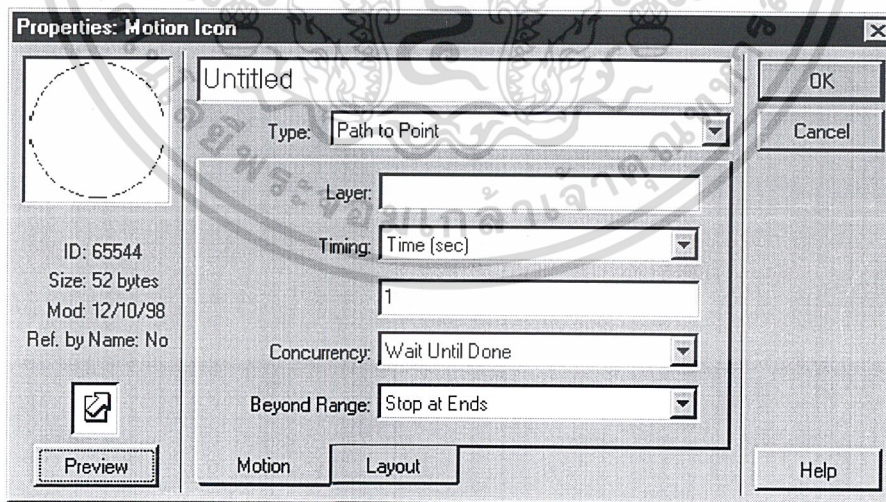 Properties: Motion Icon
Untitled
OK
Type: Path to Point
Cancel
Layer:
Timing: Time (sec)
1
ID: 65544
Size: 52 bytes
Mod: 12/10/98
Ref. by Name: No
Concurrency: Wait Until Done
Beyond Range: Stop at Ends
Preview
Motion
Layout
Help